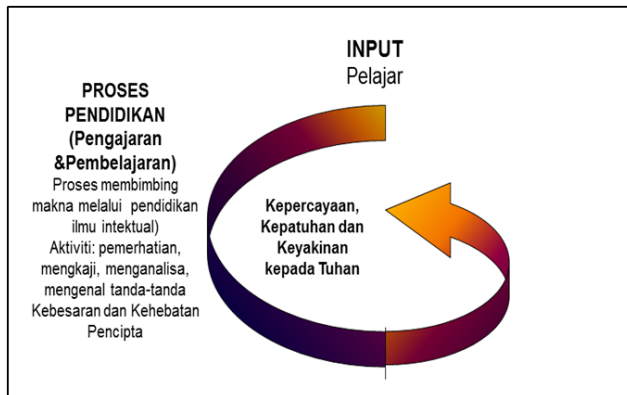 INPUT
Pelajar
PROSES
PENDIDIKAN
(Pengajaran
&Pembelajaran)
Proses membimbing
makna melalui pendidikan
ilmu intektual)
Aktiviti: pemerhatian,
mengkaji, menganalisa,
mengenal tanda-tanda
Kebesaran dan Kehebatan
Pencipta
Kepercayaan,
Kepatuhan dan
Keyakinan
kepada Tuhan